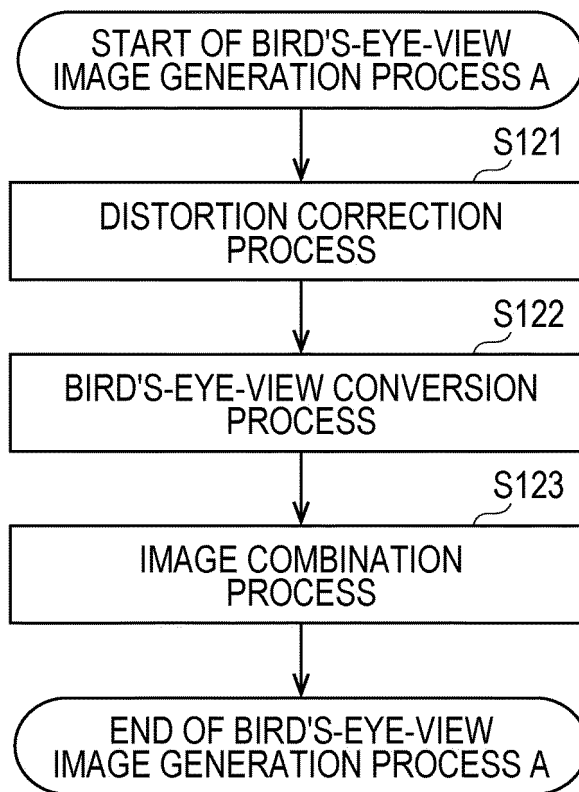 START OF BIRD'S-EYE-VIEW
IMAGE GENERATION PROCESS A
S121
DISTORTION CORRECTION
PROCESS
S122
BIRD'S-EYE-VIEW CONVERSION
PROCESS
S123
IMAGE COMBINATION
PROCESS
END OF BIRD'S-EYE-VIEW
IMAGE GENERATION PROCESS A